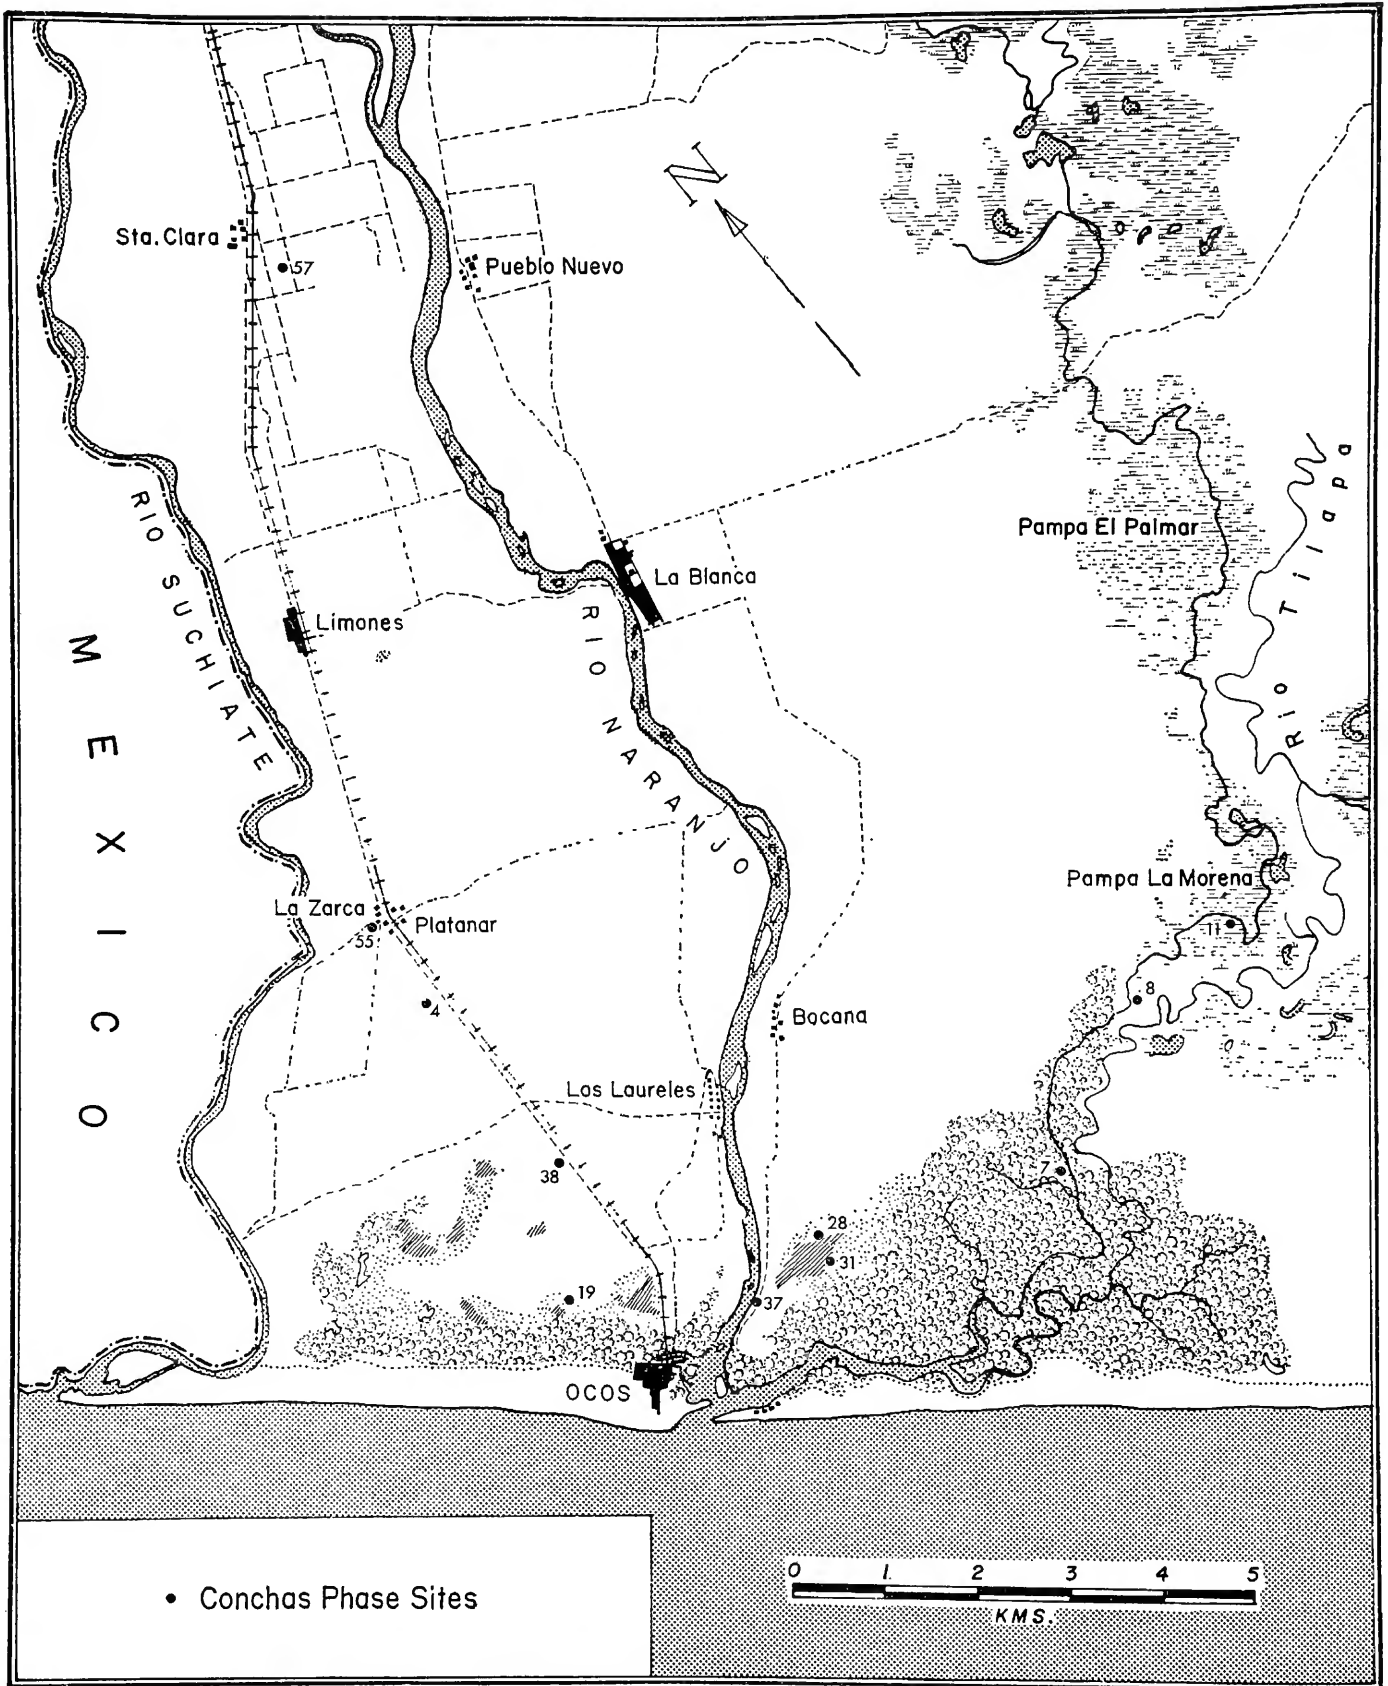 N
Sta. Clara
57
Pueblo Nuevo
RIO SUCHIATE
Pampa El Palmar
Río Tilapa
La Blanca
Limones
MEXICO
RIO NARANJO
Pampa La Morena
La Zarca
Platanar
55
11
8
4
Bocana
Los Laureles
38
7
28
31
19
37
OCOS
• Conchas Phase Sites
0 1 2 3 4 5
KMS.